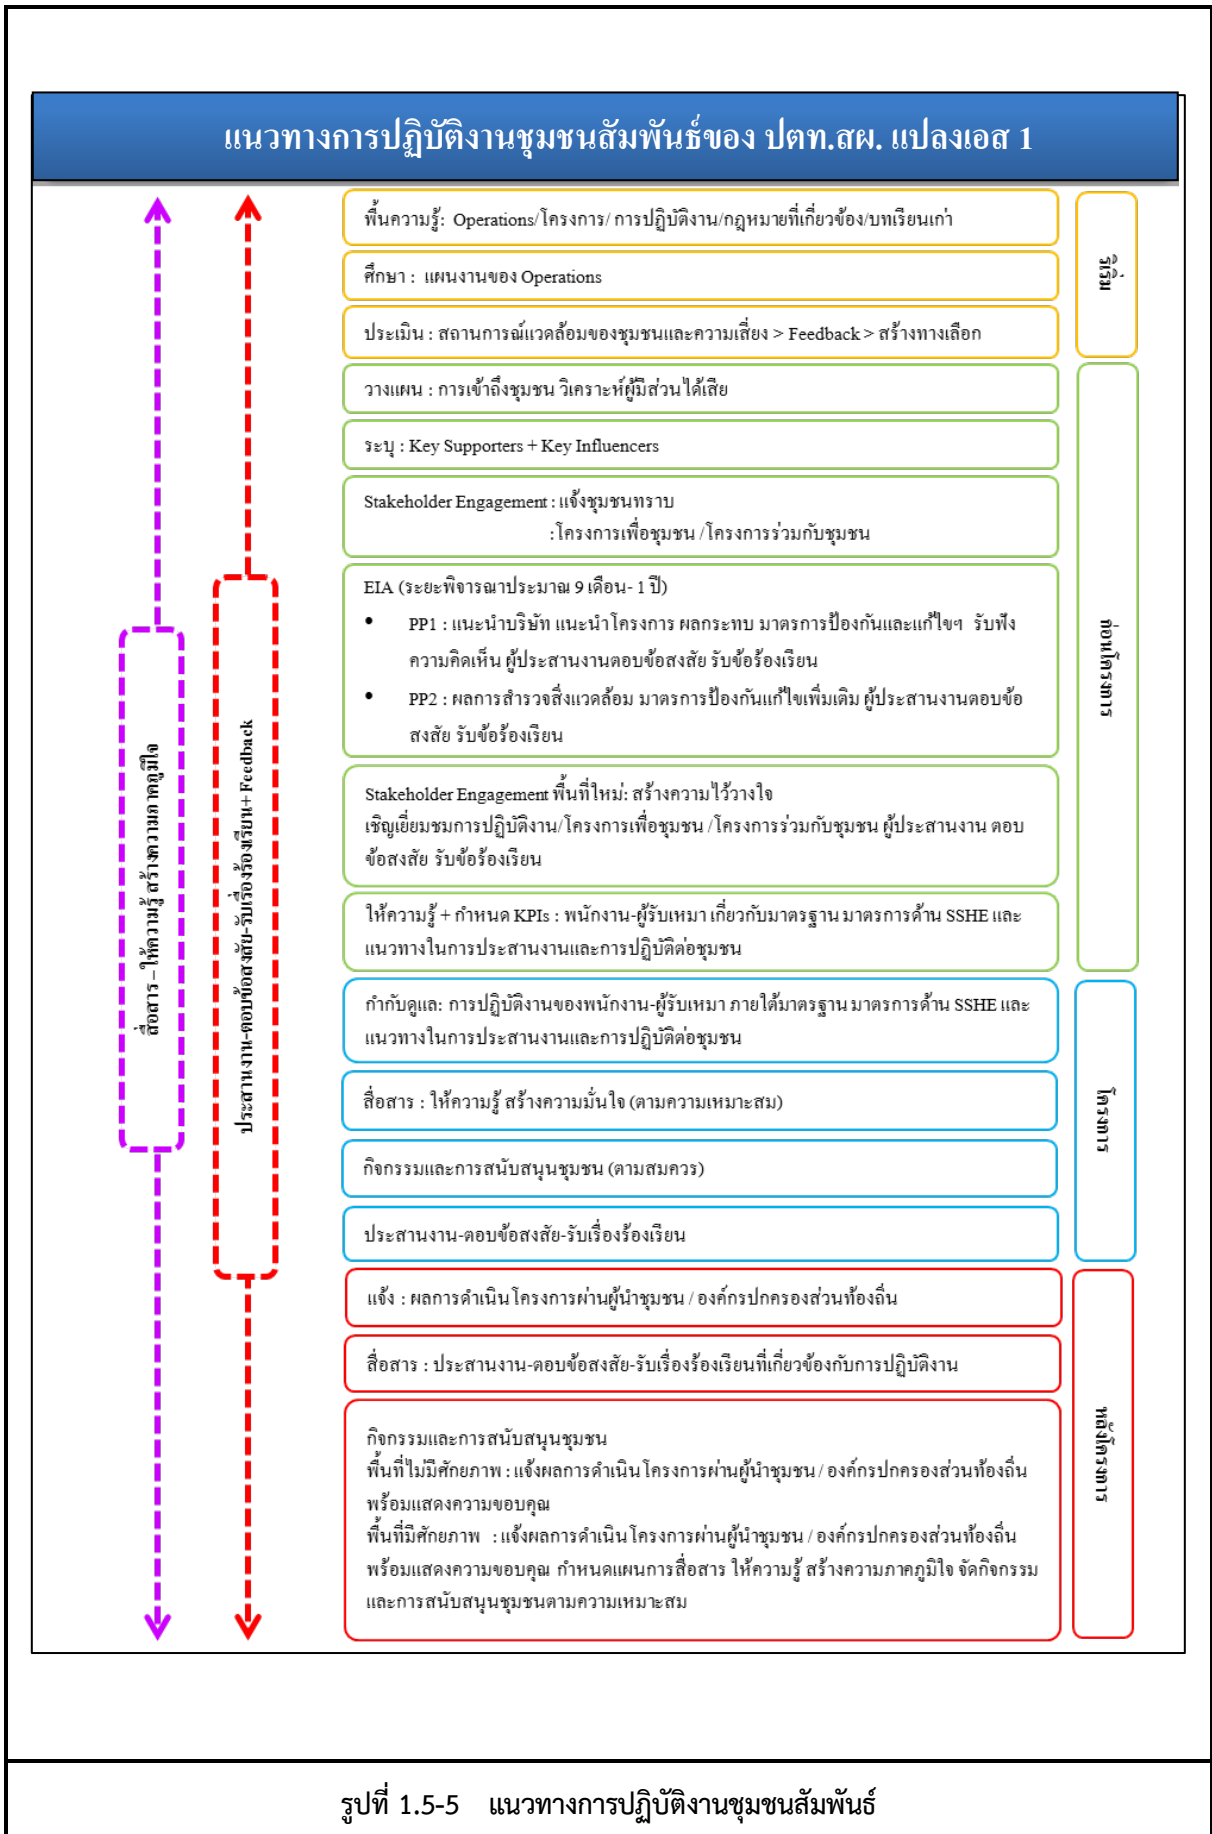 แนวทางการปฏิบัติงานชุมชนสัมพันธ์ของ ปตท.สผ. แปลงเอส 1
พื้นความรู้: Operations/โครงการ/ การปฏิบัติงาน/กฎหมายที่เกี่ยวข้อง/บทเรียนเก่า
ศึกษา : แผนงานของ Operations
ประเมิน : สถานการณ์แวดล้อมของชุมชนและความเสี่ยง > Feedback > สร้างทางเลือก
ริเริ่ม
วางแผน : การเข้าถึงชุมชน วิเคราะห์ผู้มีส่วนได้เสีย
ระบุ : Key Supporters + Key Influencers
Stakeholder Engagement : แจ้งชุมชนทราบ
:โครงการเพื่อชุมชน /โครงการร่วมกับชุมชน
EIA (ระยะพิจารณาประมาณ 9 เดือน- 1 ปี)
• PP1 : แนะนำบริษัท แนะนำโครงการ ผลกระทบ มาตรการป้องกันและแก้ไขฯ รับฟัง
ความคิดเห็น ผู้ประสานงานตอบข้อสงสัย รับข้อร้องเรียน
• PP2 : ผลการสำรวจสิ่งแวดล้อม มาตรการป้องกันแก้ไขเพิ่มเติม ผู้ประสานงานตอบข้อ
สงสัย รับข้อร้องเรียน
Stakeholder Engagement พื้นที่ใหม่: สร้างความไว้วางใจ
เชิญเยี่ยมชมการปฏิบัติงาน/โครงการเพื่อชุมชน /โครงการร่วมกับชุมชน ผู้ประสานงาน ตอบ
ข้อสงสัย รับข้อร้องเรียน
ให้ความรู้ + กำหนด KPIs : พนักงาน-ผู้รับเหมา เกี่ยวกับมาตรฐาน มาตรการด้าน SSHE และ
แนวทางในการประสานงานและการปฏิบัติต่อชุมชน
ก่อนโครงการ
กำกับดูแล: การปฏิบัติงานของพนักงาน-ผู้รับเหมา ภายใต้มาตรฐาน มาตรการด้าน SSHE และ
แนวทางในการประสานงานและการปฏิบัติต่อชุมชน
สื่อสาร : ให้ความรู้ สร้างความมั่นใจ (ตามความเหมาะสม)
กิจกรรมและการสนับสนุนชุมชน (ตามสมควร)
ประสานงาน-ตอบข้อสงสัย-รับเรื่องร้องเรียน
โครงการ
แจ้ง : ผลการดำเนินโครงการผ่านผู้นำชุมชน / องค์กรปกครองส่วนท้องถิ่น
สื่อสาร : ประสานงาน-ตอบข้อสงสัย-รับเรื่องร้องเรียนที่เกี่ยวข้องกับการปฏิบัติงาน
กิจกรรมและการสนับสนุนชุมชน
พื้นที่ไม่มีศักยภาพ : แจ้งผลการดำเนินโครงการผ่านผู้นำชุมชน / องค์กรปกครองส่วนท้องถิ่น
พร้อมแสดงความขอบคุณ
พื้นที่มีศักยภาพ : แจ้งผลการดำเนินโครงการผ่านผู้นำชุมชน / องค์กรปกครองส่วนท้องถิ่น
พร้อมแสดงความขอบคุณ กำหนดแผนการสื่อสาร ให้ความรู้ สร้างความภาคภูมิใจ จัดกิจกรรม
และการสนับสนุนชุมชนตามความเหมาะสม
หลังโครงการ
สื่อสาร – ให้ความรู้ สร้างความภาคภูมิใจ
ประสานงาน-ตอบข้อสงสัย-รับเรื่องร้องเรียน+ Feedback
รูปที่ 1.5-5 แนวทางการปฏิบัติงานชุมชนสัมพันธ์